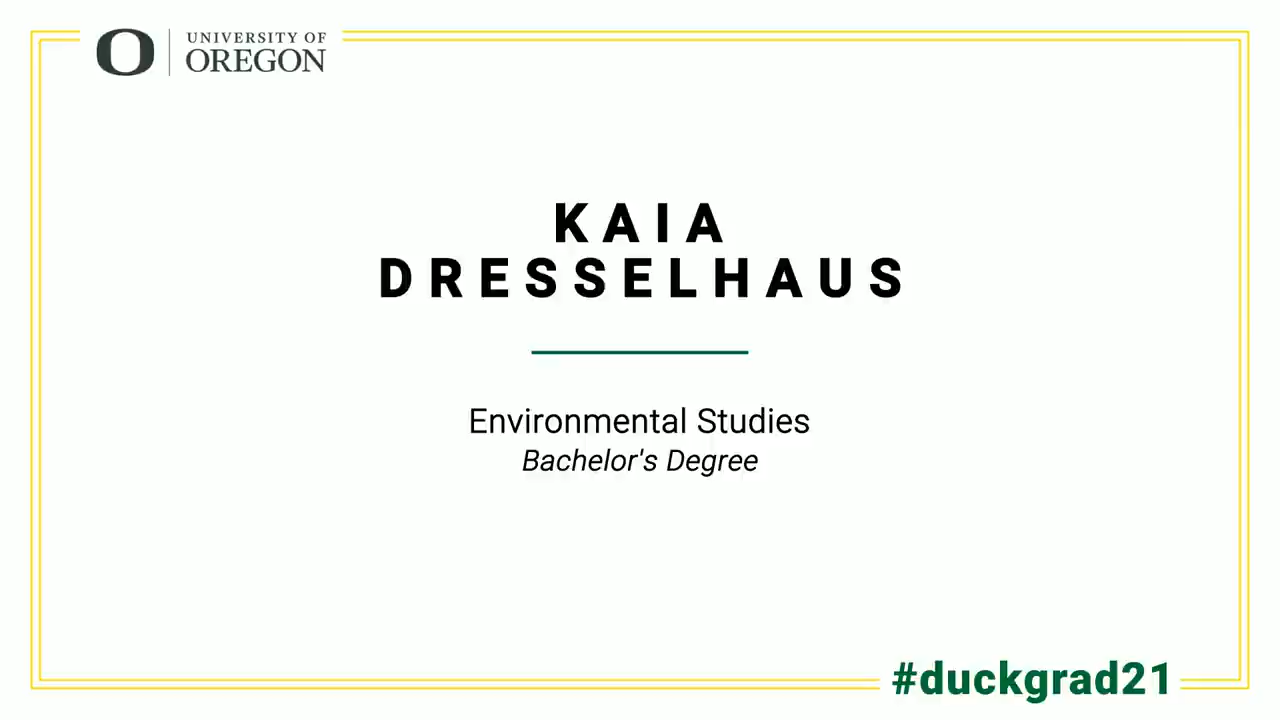 UNIVERSITY OF
OREGON
KAIA
DRESSELHAUS
Environmental Studies
Bachelor's Degree
#duckgrad21